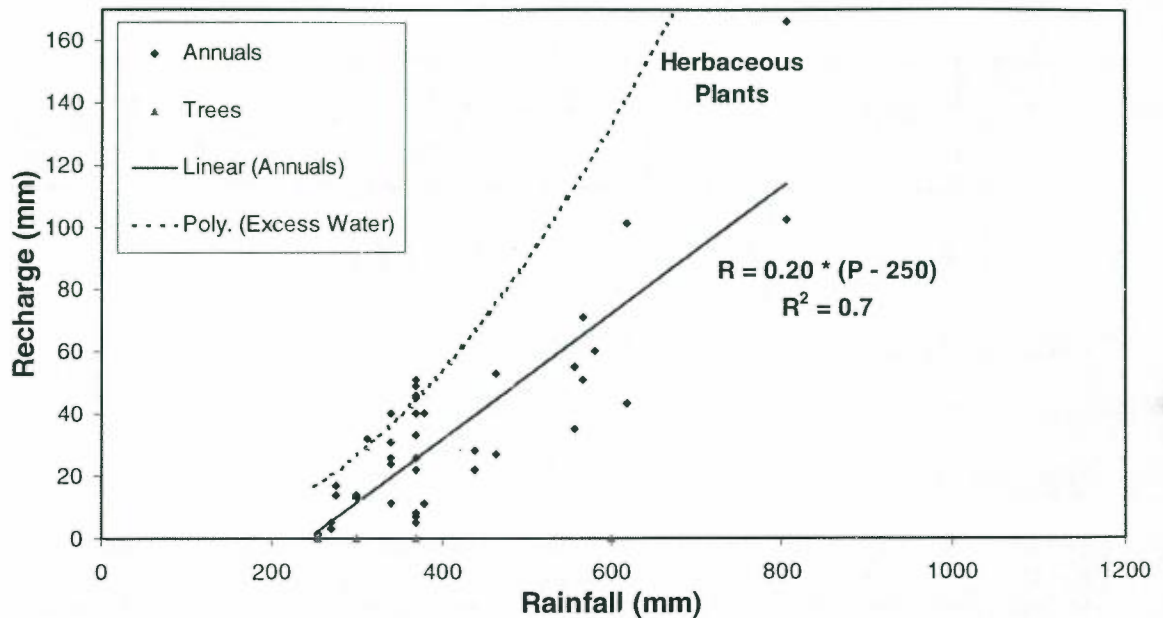 160
140
120
100
80
60
40
20
0
Recharge (mm)
Annuals
Trees
Linear (Annuals)
Poly. (Excess Water)
Herbaceous
Plants
R = 0.20 * (P - 250)
R² = 0.7
0 200 400 600 800 1000 1200
Rainfall (mm)